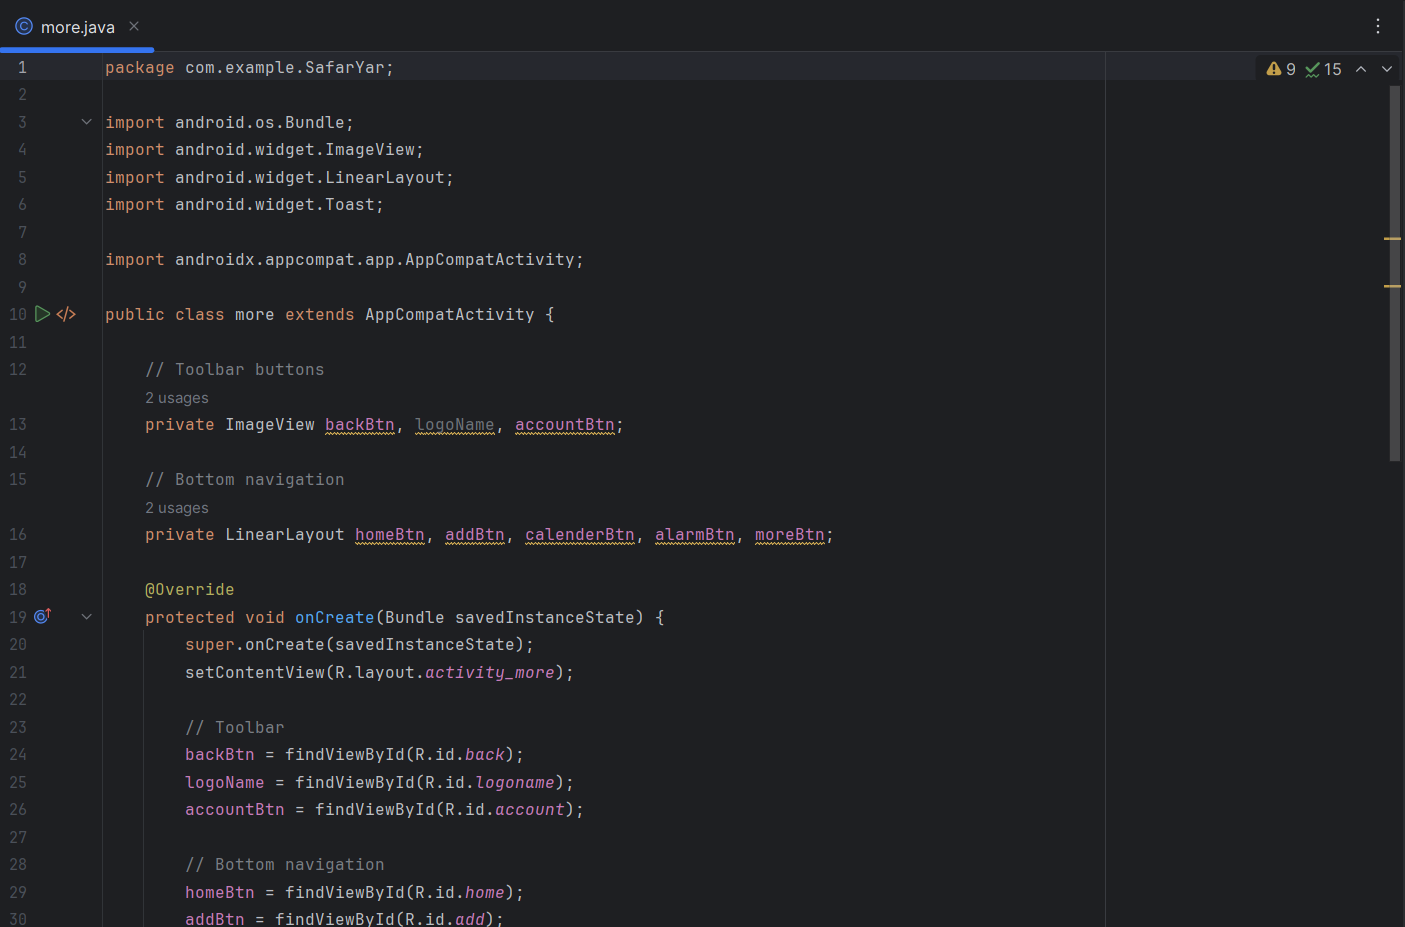 more.java
9 15
1 package com.example.SafarYar;
2
3 import android.os.Bundle;
4 import android.widget.ImageView;
5 import android.widget.LinearLayout;
6 import android.widget.Toast;
7
8 import androidx.appcompat.app.AppCompatActivity;
9
10 </> public class more extends AppCompatActivity {
11
12 // Toolbar buttons
2 usages
13 private ImageView backBtn, logoName, accountBtn;
14
15 // Bottom navigation
2 usages
16 private LinearLayout homeBtn, addBtn, calenderBtn, alarmBtn, moreBtn;
17
18 @Override
19 protected void onCreate(Bundle savedInstanceState) {
20 super.onCreate(savedInstanceState);
21 setContentView(R.layout.activity_more);
22
23 // Toolbar
24 backBtn = findViewById(R.id.back);
25 logoName = findViewById(R.id.logoname);
26 accountBtn = findViewById(R.id.account);
27
28 // Bottom navigation
29 homeBtn = findViewById(R.id.home);
30 addBtn = findViewById(R.id.add);